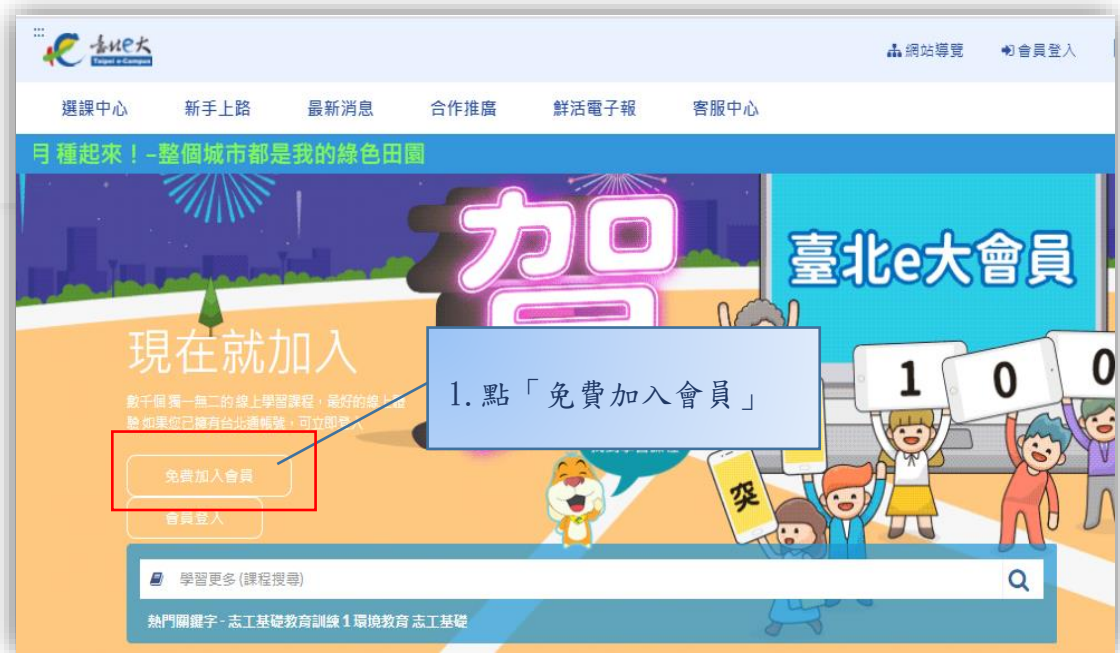 臺北e大
Taipei e-Campus
網站導覽
會員登入
選課中心
新手上路
最新消息
合作推廣
鮮活電子報
客服中心
月 種起來！–整個城市都是我的綠色田園
賀
臺北e大會員
100
突
現在就加入
數千個獨一無二的線上學習課程，最好的線上體
驗 如果您已擁有台北通帳號，可立即登入
1. 點「免費加入會員」
免費加入會員
會員登入
學習更多 (課程搜尋)
熱門關鍵字 - 志工基礎教育訓練 1 環境教育 志工基礎